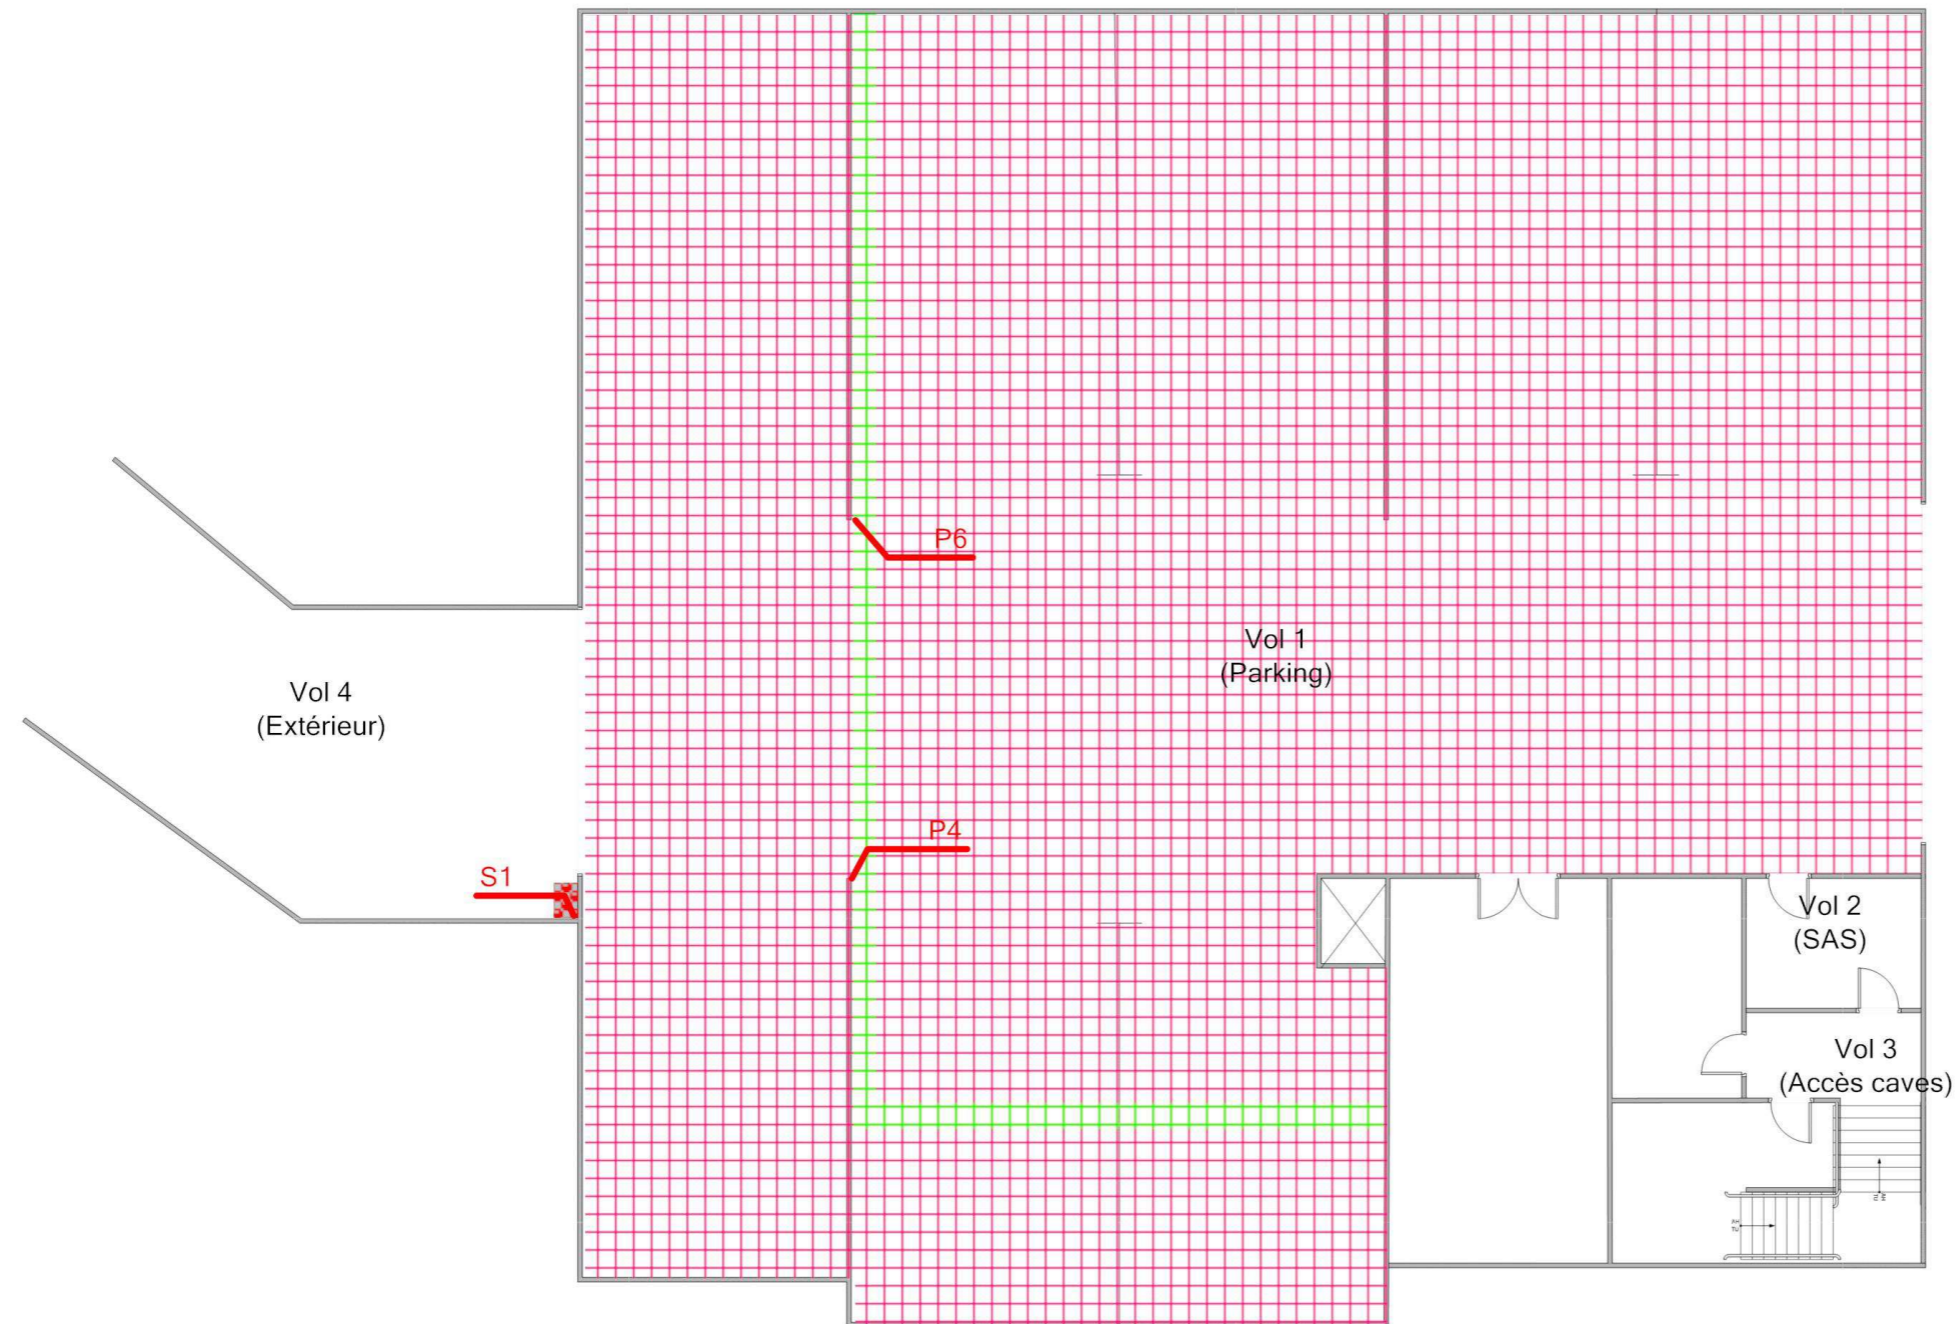 P6
Vol 1
(Parking)
Vol 4
(Extérieur)
P4
S1
Vol 2
(SAS)
Vol 3
(Accès caves)